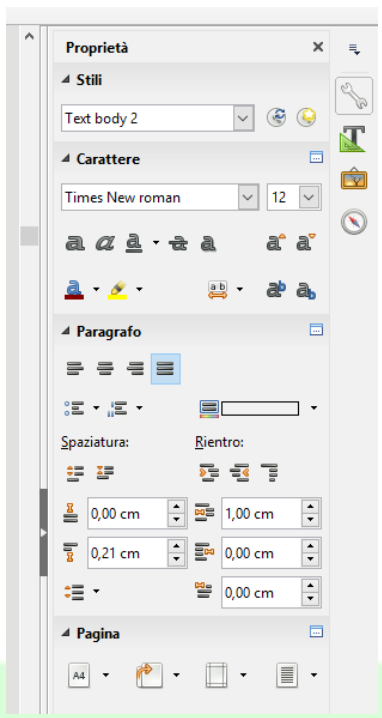 Proprietà
Stili
Text body 2
Carattere
Times New roman 12
Paragrafo
Spaziatura: Rientro:
0,00 cm 1,00 cm
0,21 cm 0,00 cm
0,00 cm
Pagina
A4